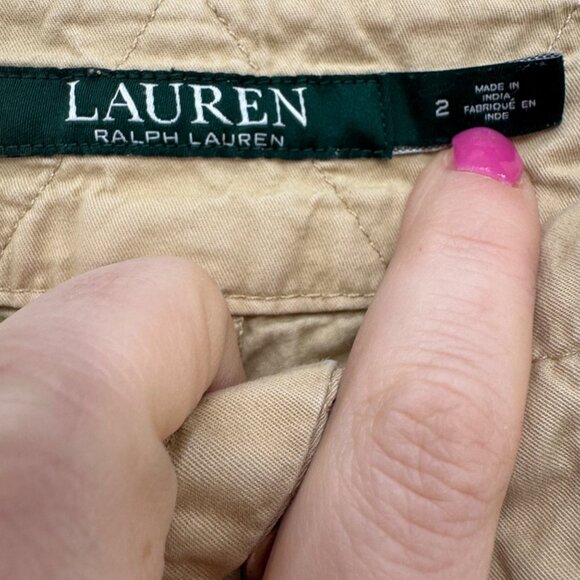 LAUREN
RALPH LAUREN
2
MADE IN
INDIA
FABRIQUÉ EN
INDE